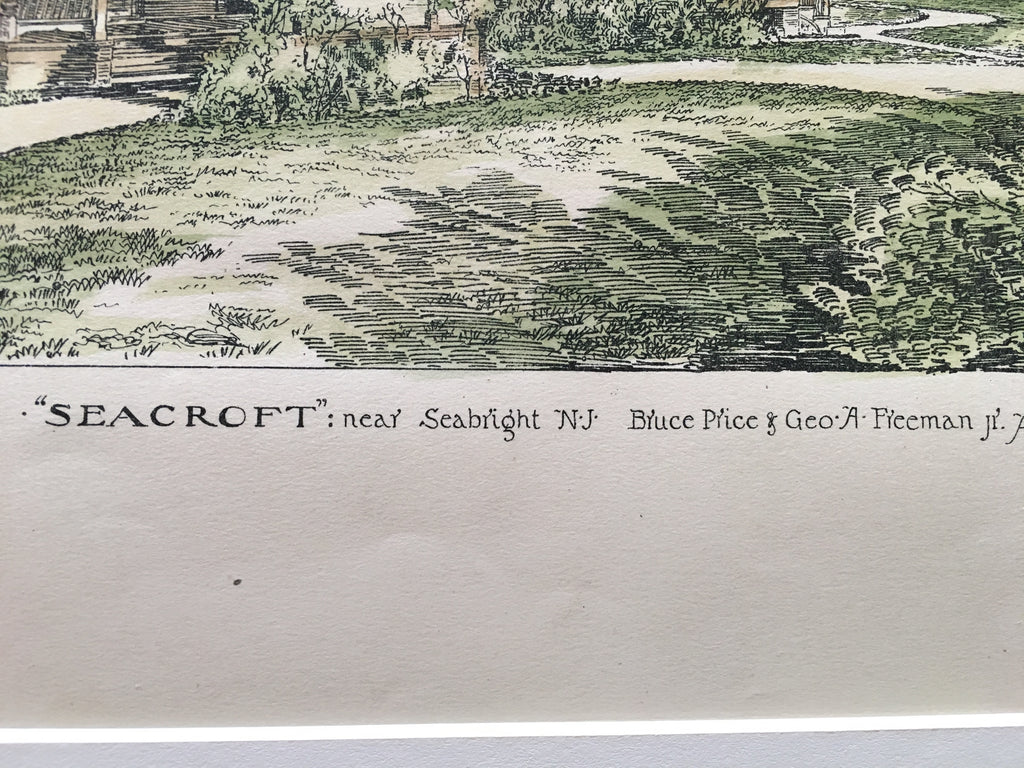 ·"SEACROFT": near Seabright N·J· Bruce Price & Geo·A· Freeman jr.